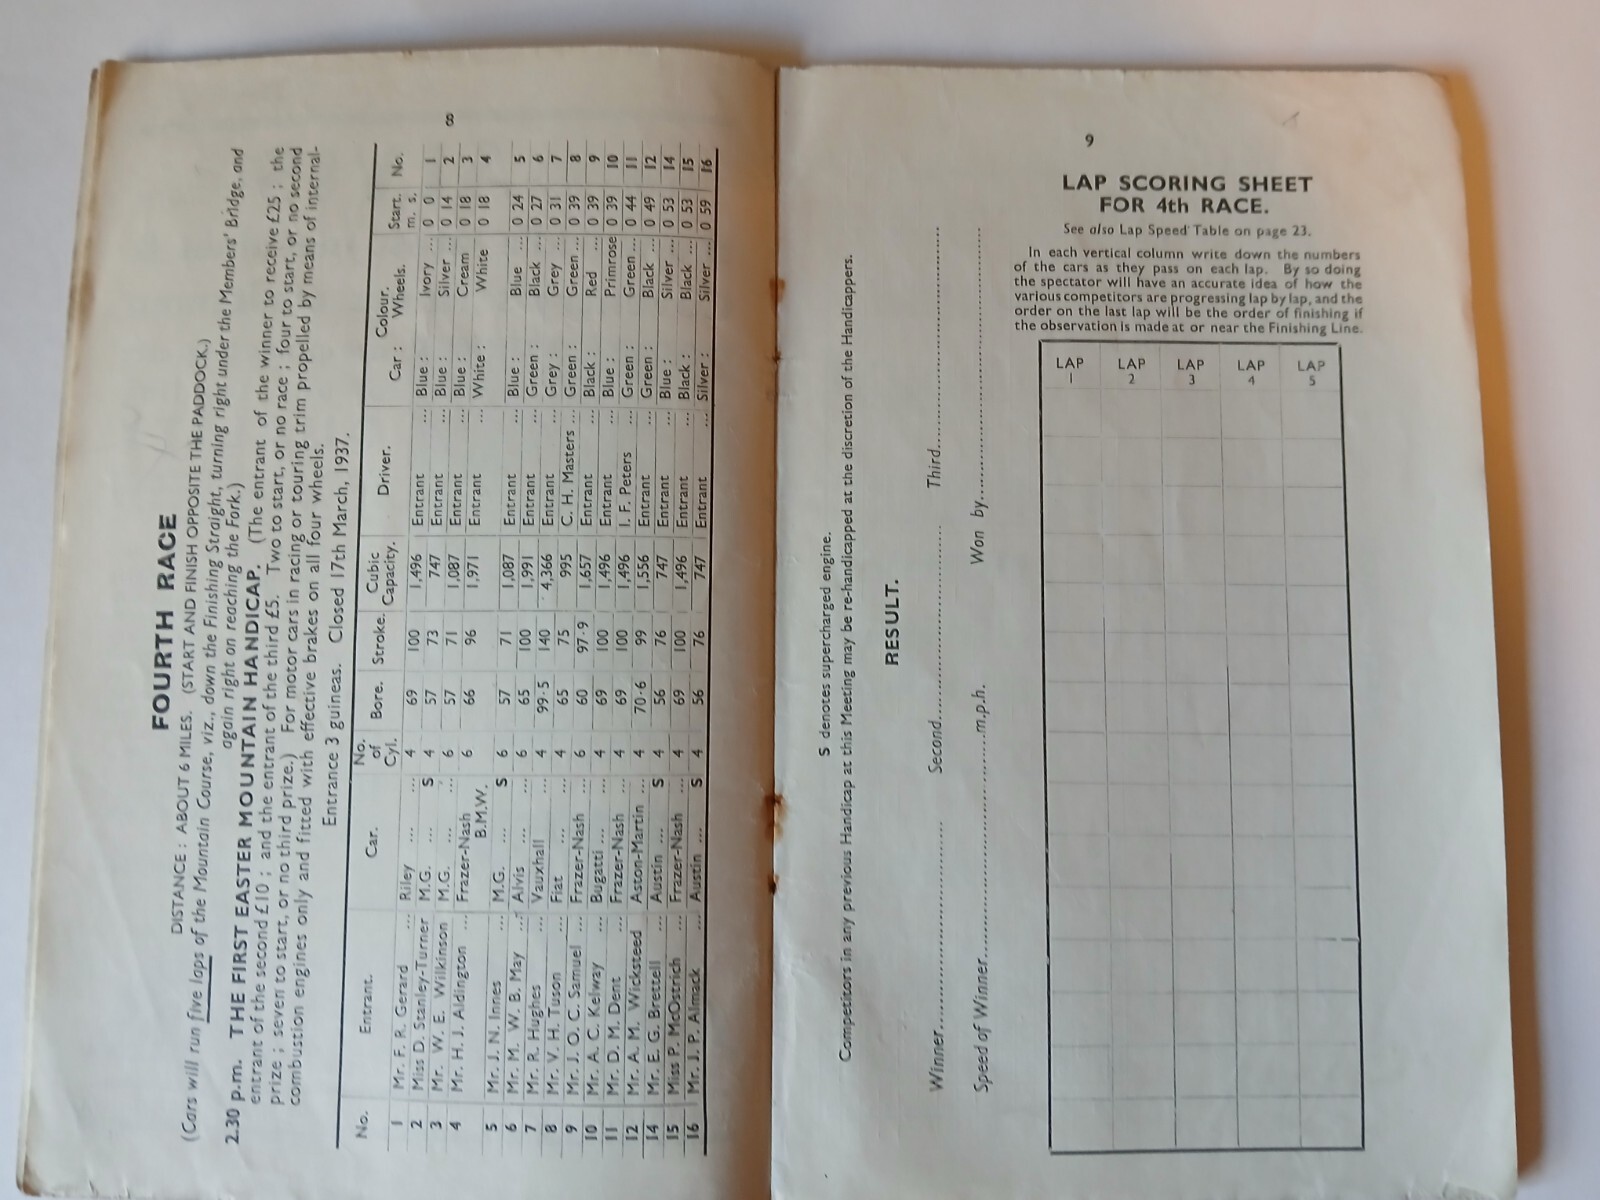 FOURTH RACE
DISTANCE : ABOUT 6 MILES. (START AND FINISH OPPOSITE THE PADDOCK.)
(Cars will run five laps of the Mountain Course, viz., down the Finishing Straight, turning right under the Members' Bridge, and
again right on reaching the Fork.)
2.30 p.m. THE FIRST EASTER MOUNTAIN HANDICAP. (The entrant of the winner to receive £25 ; the
entrant of the second £10 ; and the entrant of the third £5. Two to start, or no race ; four to start, or no second
prize ; seven to start, or no third prize.) For motor cars in racing or touring trim propelled by means of internal-
combustion engines only and fitted with effective brakes on all four wheels.
Entrance 3 guineas. Closed 17th March, 1937.
No. Entrant. Car. No. of Cyl. Bore. Stroke. Cubic Capacity. Driver. Colour. Car : Wheels. Start. m. s. No.
1 Mr. F. R. Gerard ... Riley ... 4 69 100 1,496 Entrant ... Blue : Ivory ... 0 0 1
2 Miss D. Stanley-Turner M.G. ... S 4 57 73 747 Entrant ... Blue : Silver ... 0 14 2
3 Mr. W. E. Wilkinson M.G. ... 6 57 71 1,087 Entrant ... Blue : Cream 0 18 3
4 Mr. H. J. Aldington ... Frazer-Nash B.M.W. 6 66 96 1,971 Entrant ... White : White 0 18 4
5 Mr. J. N. Innes ... M.G. ... S 6 57 71 1,087 Entrant ... Blue : Blue ... 0 24 5
6 Mr. M. W. B. May ... Alvis ... 6 65 100 1,991 Entrant ... Green : Black ... 0 27 6
7 Mr. R. Hughes ... Vauxhall ... 4 99·5 140 4,366 Entrant ... Grey : Grey ... 0 31 7
8 Mr. V. H. Tuson ... Fiat ... 4 65 75 995 C. H. Masters ... Green : Green ... 0 39 8
9 Mr. J. O. C. Samuel ... Frazer-Nash 6 60 97·9 1,657 Entrant ... Black : Red ... 0 39 9
10 Mr. A. C. Kelway ... Bugatti ... 4 69 100 1,496 Entrant ... Blue : Primrose 0 39 10
11 Mr. D. M. Dent ... Frazer-Nash 4 69 100 1,496 I. F. Peters ... Green : Green ... 0 44 11
12 Mr. A. M. Wicksteed Aston-Martin ... 4 70·6 99 1,556 Entrant ... Green : Black ... 0 49 12
14 Mr. E. G. Brettell ... Austin ... S 4 56 76 747 Entrant ... Blue : Silver ... 0 53 14
15 Miss P. McOstrich ... Frazer-Nash ... 4 69 100 1,496 Entrant ... Black : Black ... 0 53 15
16 Mr. J. P. Almack ... Austin ... S 4 56 76 747 Entrant ... Silver : Silver ... 0 59 16
8
S denotes supercharged engine.
Competitors in any previous Handicap at this Meeting may be re-handicapped at the discretion of the Handicappers.
RESULT.
Winner........................ Second........................ Third........................
Speed of Winner........................m.p.h. Won by........................
9
LAP SCORING SHEET
FOR 4th RACE.
See also Lap Speed Table on page 23.
In each vertical column write down the numbers
of the cars as they pass on each lap. By so doing
the spectator will have an accurate idea of how the
various competitors are progressing lap by lap, and the
order on the last lap will be the order of finishing if
the observation is made at or near the Finishing Line.
LAP 1 LAP 2 LAP 3 LAP 4 LAP 5